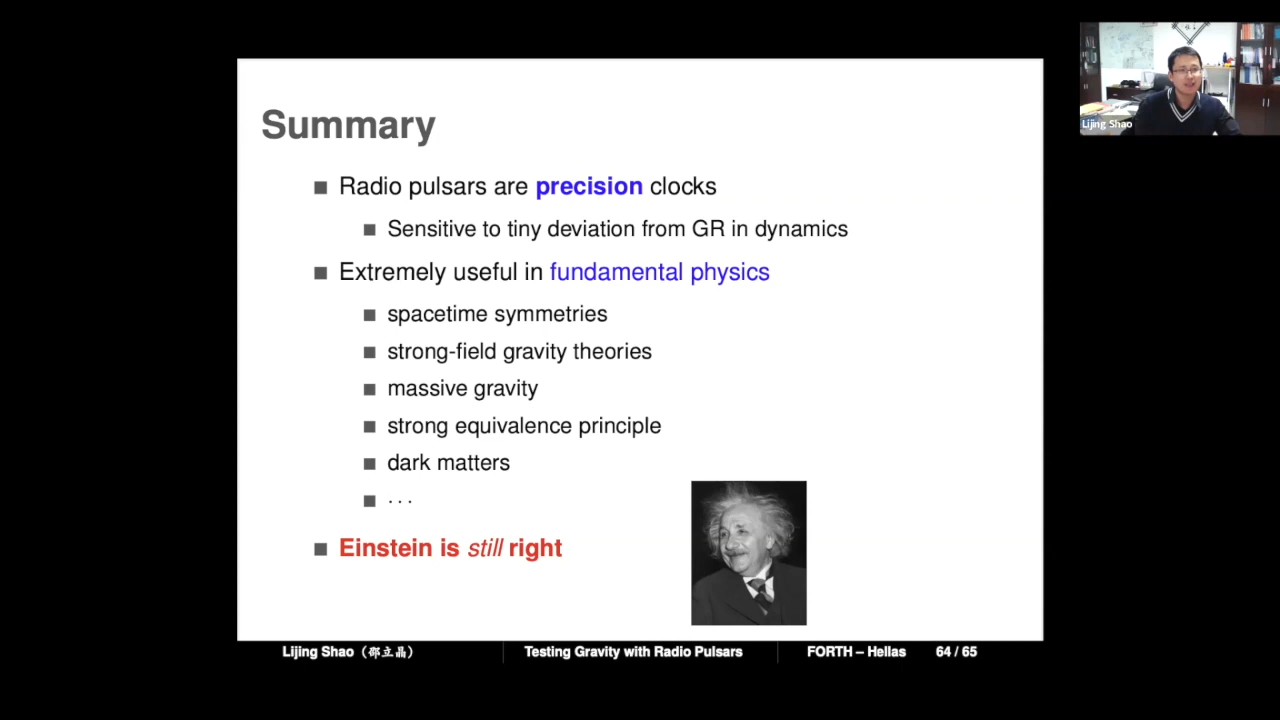 Summary
Radio pulsars are precision clocks
Sensitive to tiny deviation from GR in dynamics
Extremely useful in fundamental physics
spacetime symmetries
strong-field gravity theories
massive gravity
strong equivalence principle
dark matters
· · ·
Einstein is still right
Lijing Shao（邵立晶） Testing Gravity with Radio Pulsars FORTH – Hellas 64 / 65
Lijing Shao